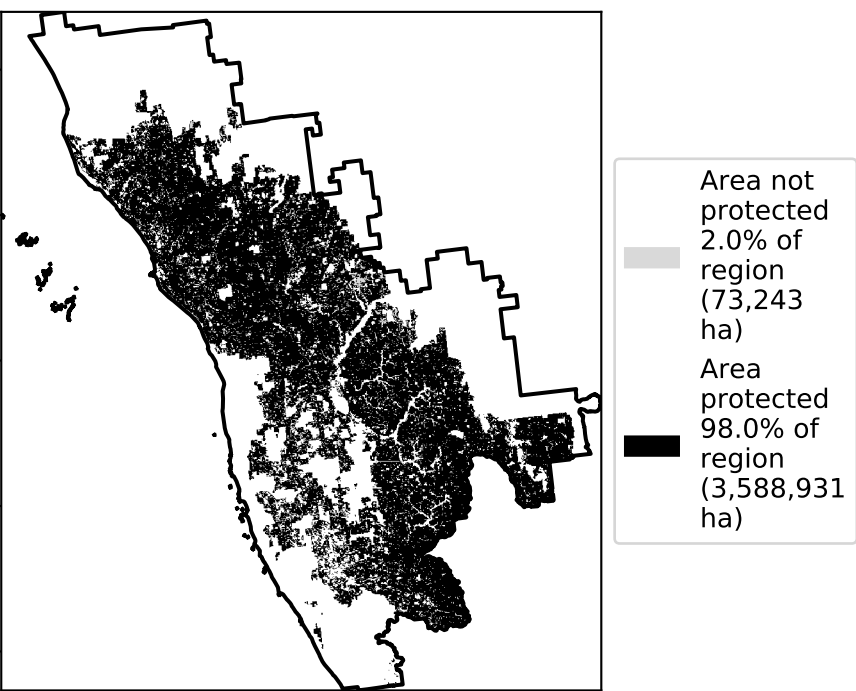 Area not
protected
2.0% of
region
(73,243
ha)
Area
protected
98.0% of
region
(3,588,931
ha)